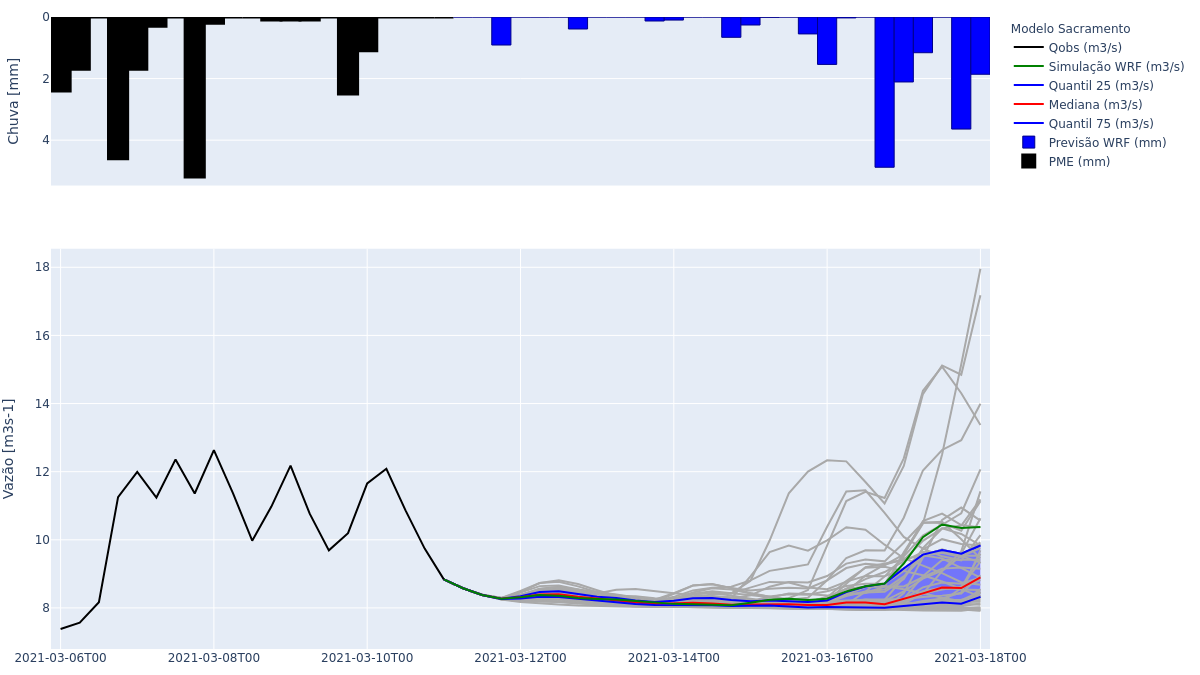 0
2
4
Chuva [mm]
Modelo Sacramento
Qobs (m3/s)
Simulação WRF (m3/s)
Quantil 25 (m3/s)
Mediana (m3/s)
Quantil 75 (m3/s)
Previsão WRF (mm)
PME (mm)
18
16
14
12
10
8
Vazão [m3s-1]
2021-03-06T00
2021-03-08T00
2021-03-10T00
2021-03-12T00
2021-03-14T00
2021-03-16T00
2021-03-18T00